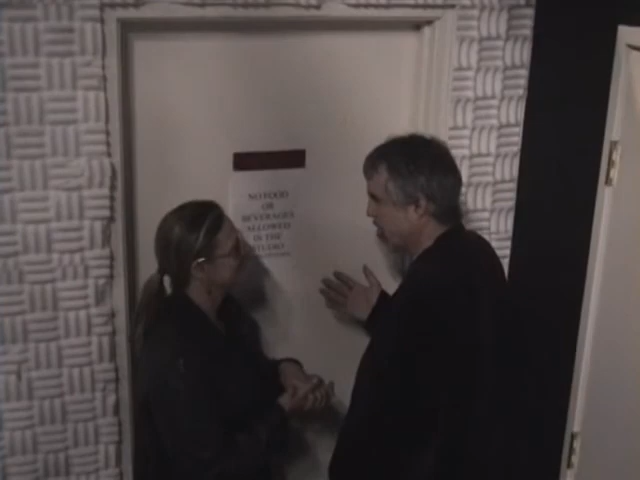 NO FOOD
OR
BEVERAGES
ALLOWED
IN THE
STUDIO